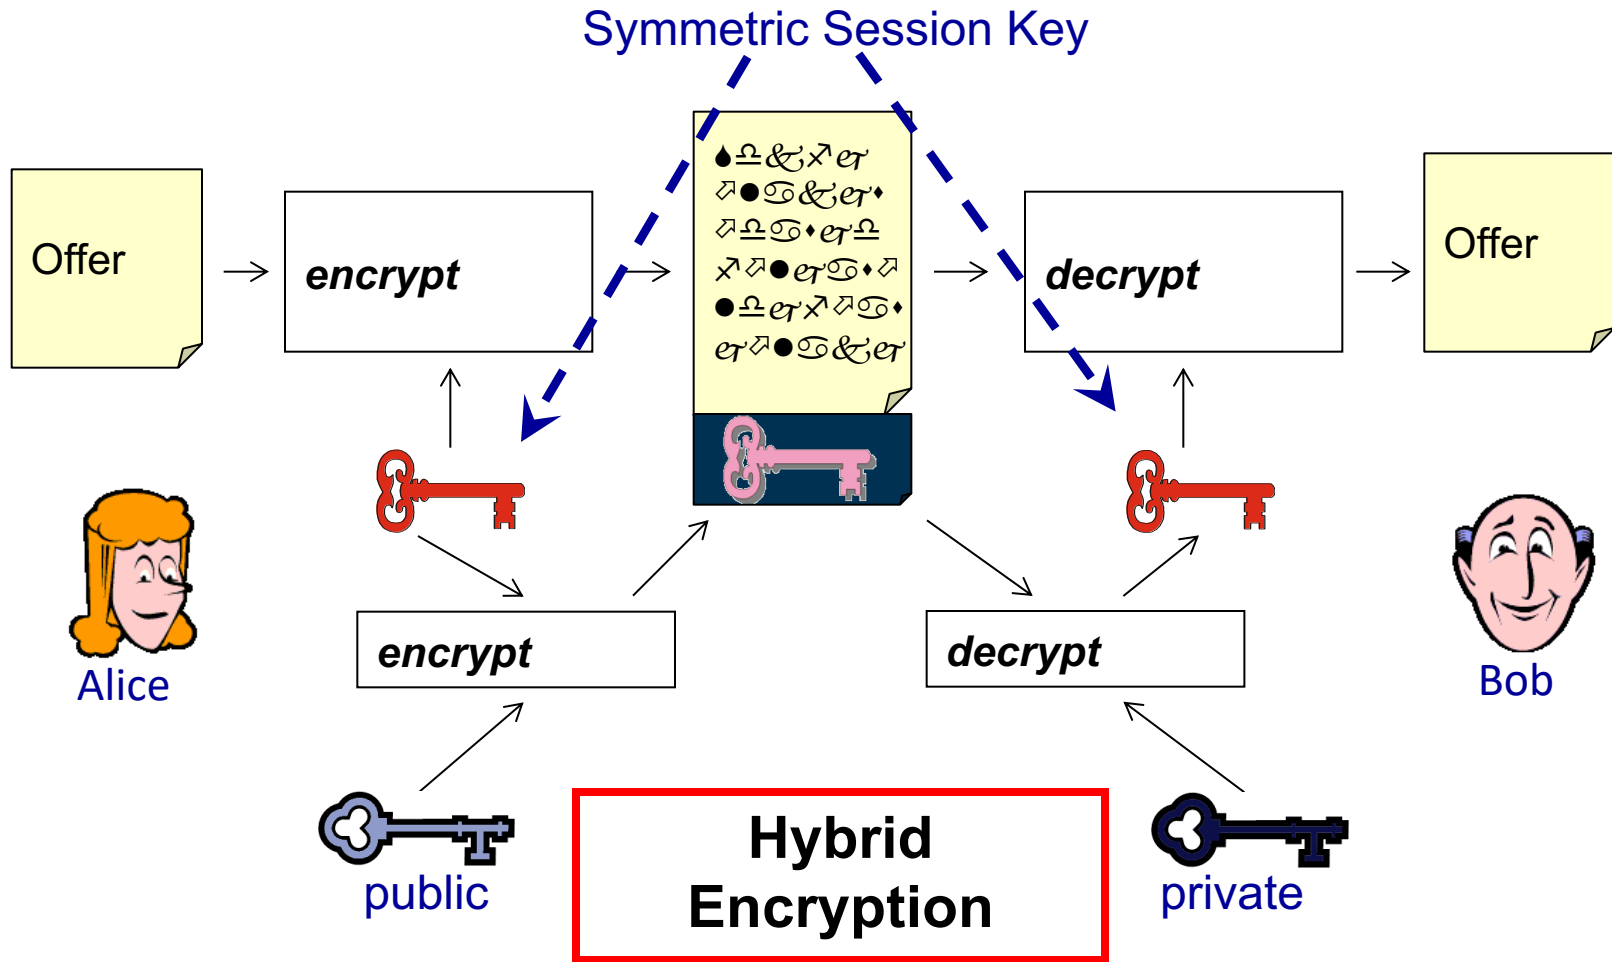 Symmetric Session Key
Offer
encrypt
decrypt
Offer
encrypt
decrypt
Alice
Bob
public
private
Hybrid
Encryption